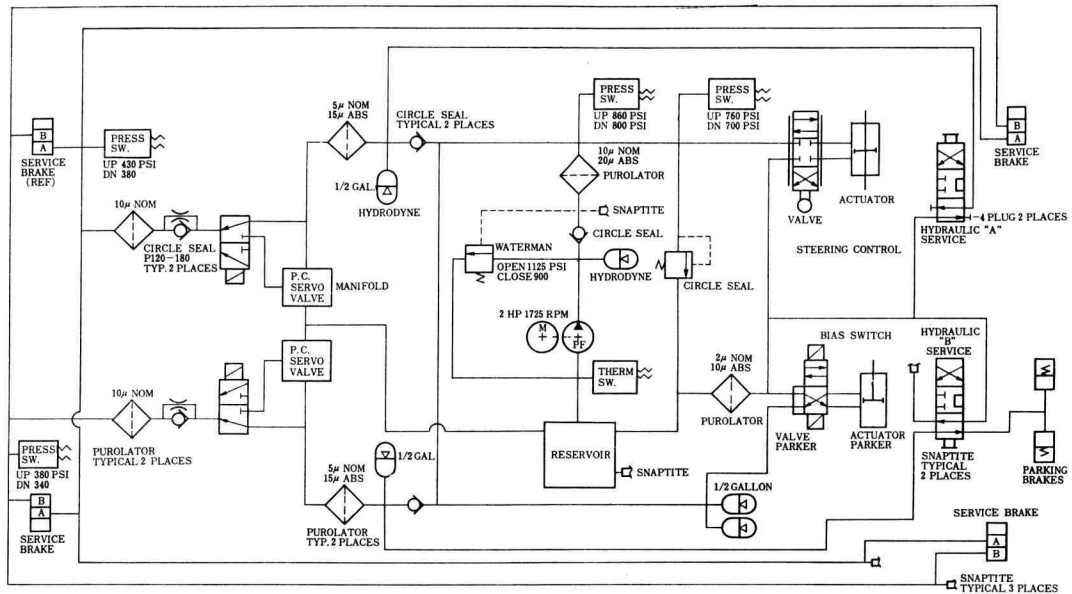 B
A
SERVICE
BRAKE
(REF)
PRESS
SW.
UP 430 PSI
DN 380
10μ NOM
CIRCLE SEAL
P120-180
TYP. 2 PLACES
5μ NOM
15μ ABS
CIRCLE SEAL
TYPICAL 2 PLACES
1/2 GAL.
HYDRODYNE
P.C.
SERVO
VALVE
MANIFOLD
P.C.
SERVO
VALVE
10μ NOM
PUROLATOR
TYPICAL 2 PLACES
PRESS
SW.
UP 380 PSI
DN 340
B
A
SERVICE
BRAKE
5μ NOM
15μ ABS
PUROLATOR
TYP. 2 PLACES
1/2 GAL
PRESS
SW.
UP 860 PSI
DN 800 PSI
10μ NOM
20μ ABS
PUROLATOR
SNAPTITE
CIRCLE SEAL
WATERMAN
OPEN 1125 PSI
CLOSE 900
HYDRODYNE
2 HP 1725 RPM
M
PF
THERM
SW.
RESERVOIR
SNAPTITE
PRESS
SW.
UP 760 PSI
DN 700 PSI
CIRCLE SEAL
2μ NOM
10μ ABS
PUROLATOR
1/2 GALLON
VALVE
ACTUATOR
STEERING CONTROL
BIAS SWITCH
VALVE
PARKER
ACTUATOR
PARKER
B
A
SERVICE
BRAKE
-4 PLUG 2 PLACES
HYDRAULIC "A"
SERVICE
HYDRAULIC
"B"
SERVICE
SNAPTITE
TYPICAL
2 PLACES
PARKING
BRAKES
SERVICE BRAKE
A
B
SNAPTITE
TYPICAL 3 PLACES